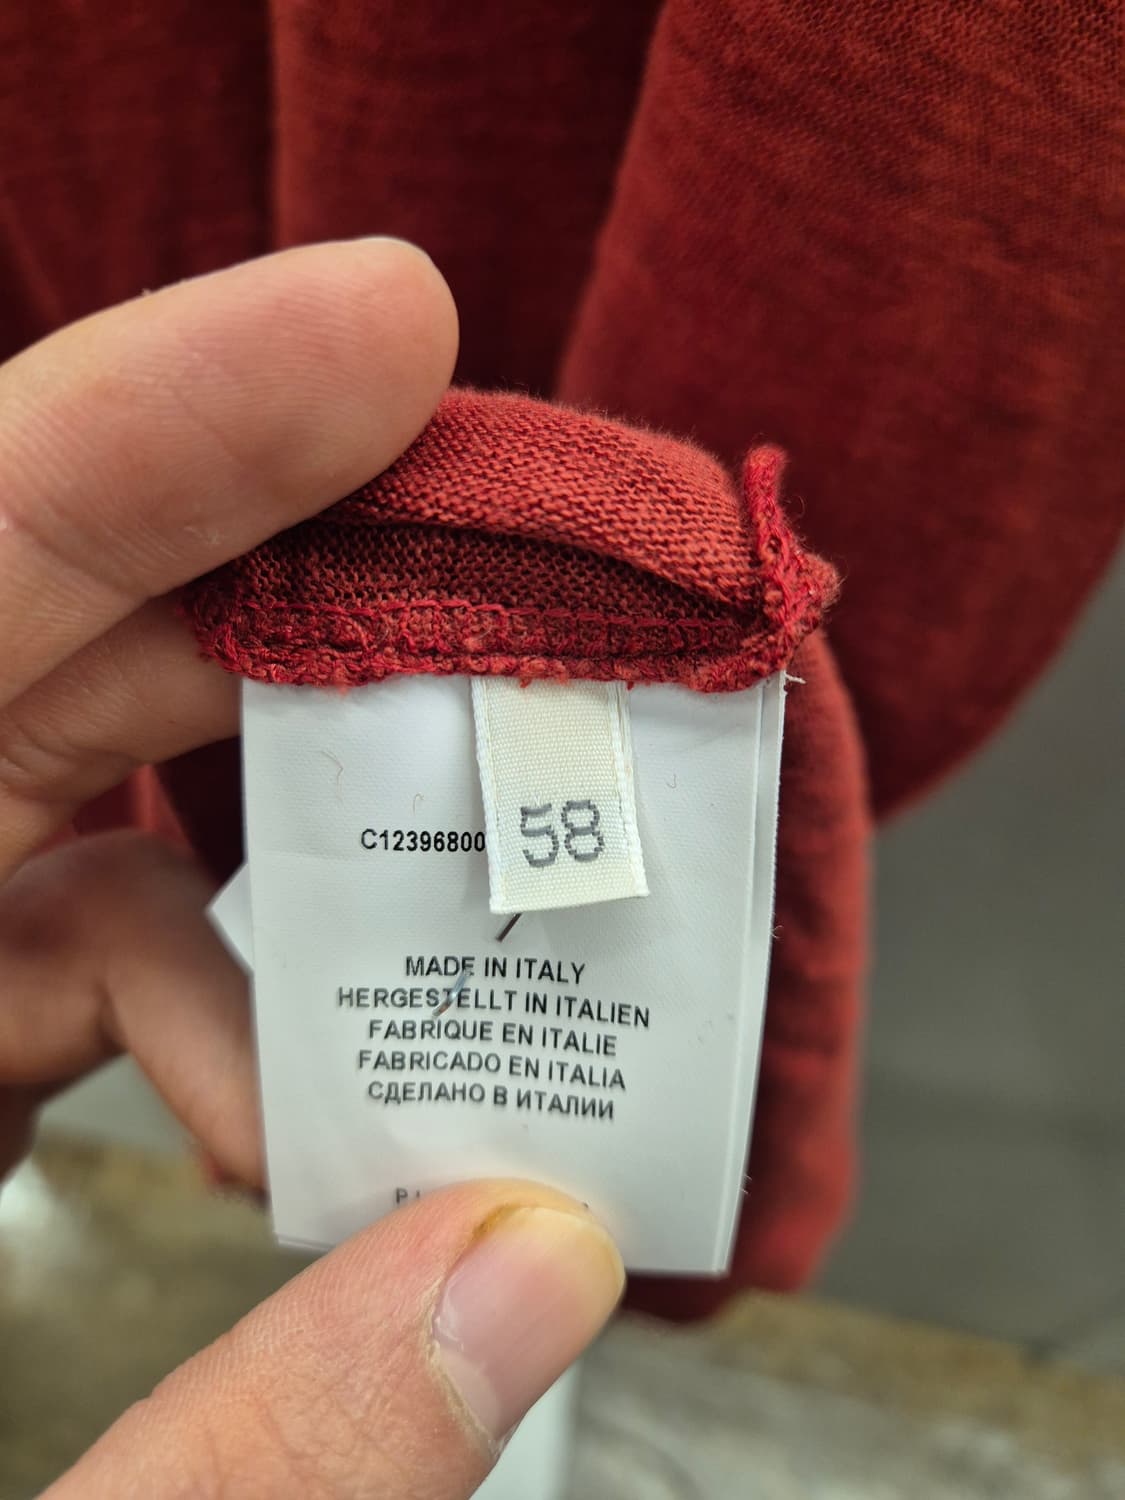 58
C12396800
MADE IN ITALY
HERGESTELLT IN ITALIEN
FABRIQUE EN ITALIE
FABRICADO EN ITALIA
СДЕЛАНО В ИТАЛИИ